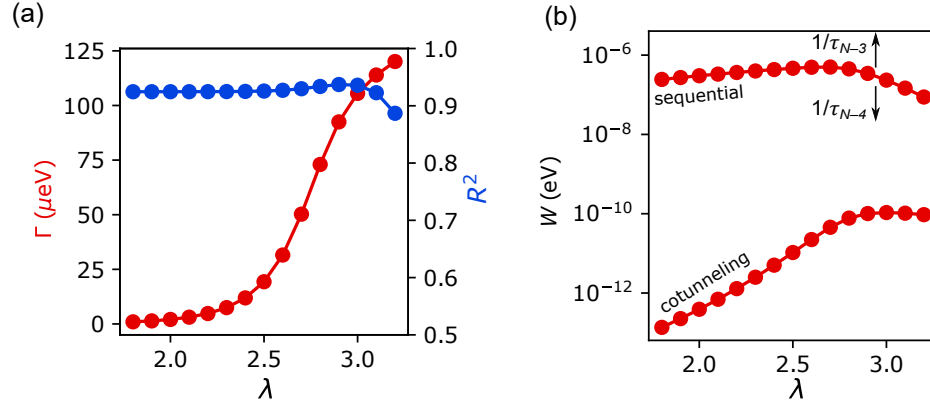 (a)
125
100
75
50
25
0
Γ (μeV)
2.0 2.5 3.0
λ
1.0
0.9
0.8
0.7
0.6
0.5
R²
(b)
10⁻⁶
10⁻⁸
10⁻¹⁰
10⁻¹²
W (eV)
1/τN−3
sequential
1/τN−4
cotunneling
2.0 2.5 3.0
λ